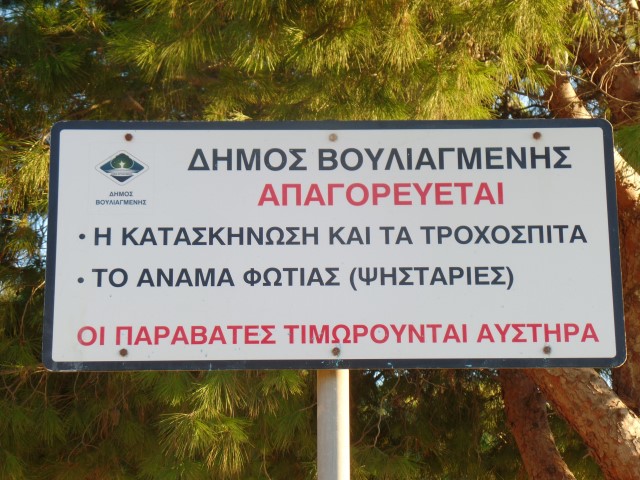 ΔΗΜΟΣ ΒΟΥΛΙΑΓΜΕΝΗΣ
ΑΠΑΓΟΡΕΥΕΤΑΙ
ΔΗΜΟΣ
ΒΟΥΛΙΑΓΜΕΝΗΣ
• Η ΚΑΤΑΣΚΗΝΩΣΗ ΚΑΙ ΤΑ ΤΡΟΧΟΣΠΙΤΑ
• ΤΟ ΑΝΑΜΑ ΦΩΤΙΑΣ (ΨΗΣΤΑΡΙΕΣ)
ΟΙ ΠΑΡΑΒΑΤΕΣ ΤΙΜΩΡΟΥΝΤΑΙ ΑΥΣΤΗΡΑ